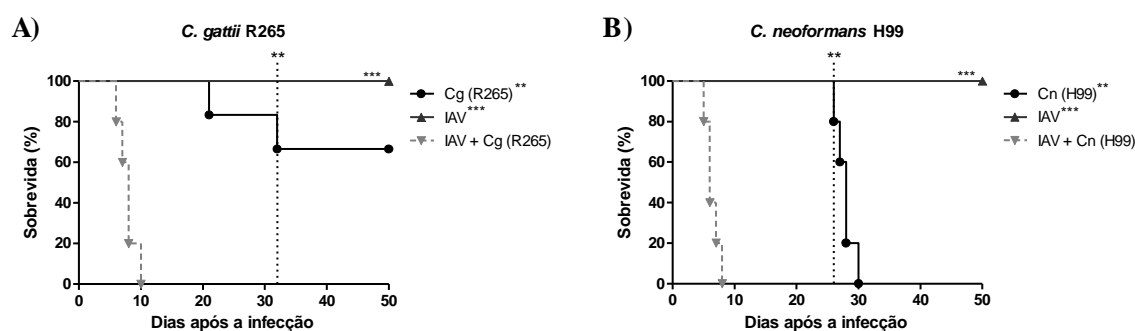 A)
C. gattii R265
**
***
Sobrevida (%)
100
80
60
40
20
0
0 10 20 30 40 50
Dias após a infecção
Cg (R265)**
IAV***
IAV + Cg (R265)
B)
C. neoformans H99
**
***
Sobrevida (%)
100
80
60
40
20
0
0 10 20 30 40 50
Dias após a infecção
Cn (H99)**
IAV***
IAV + Cn (H99)